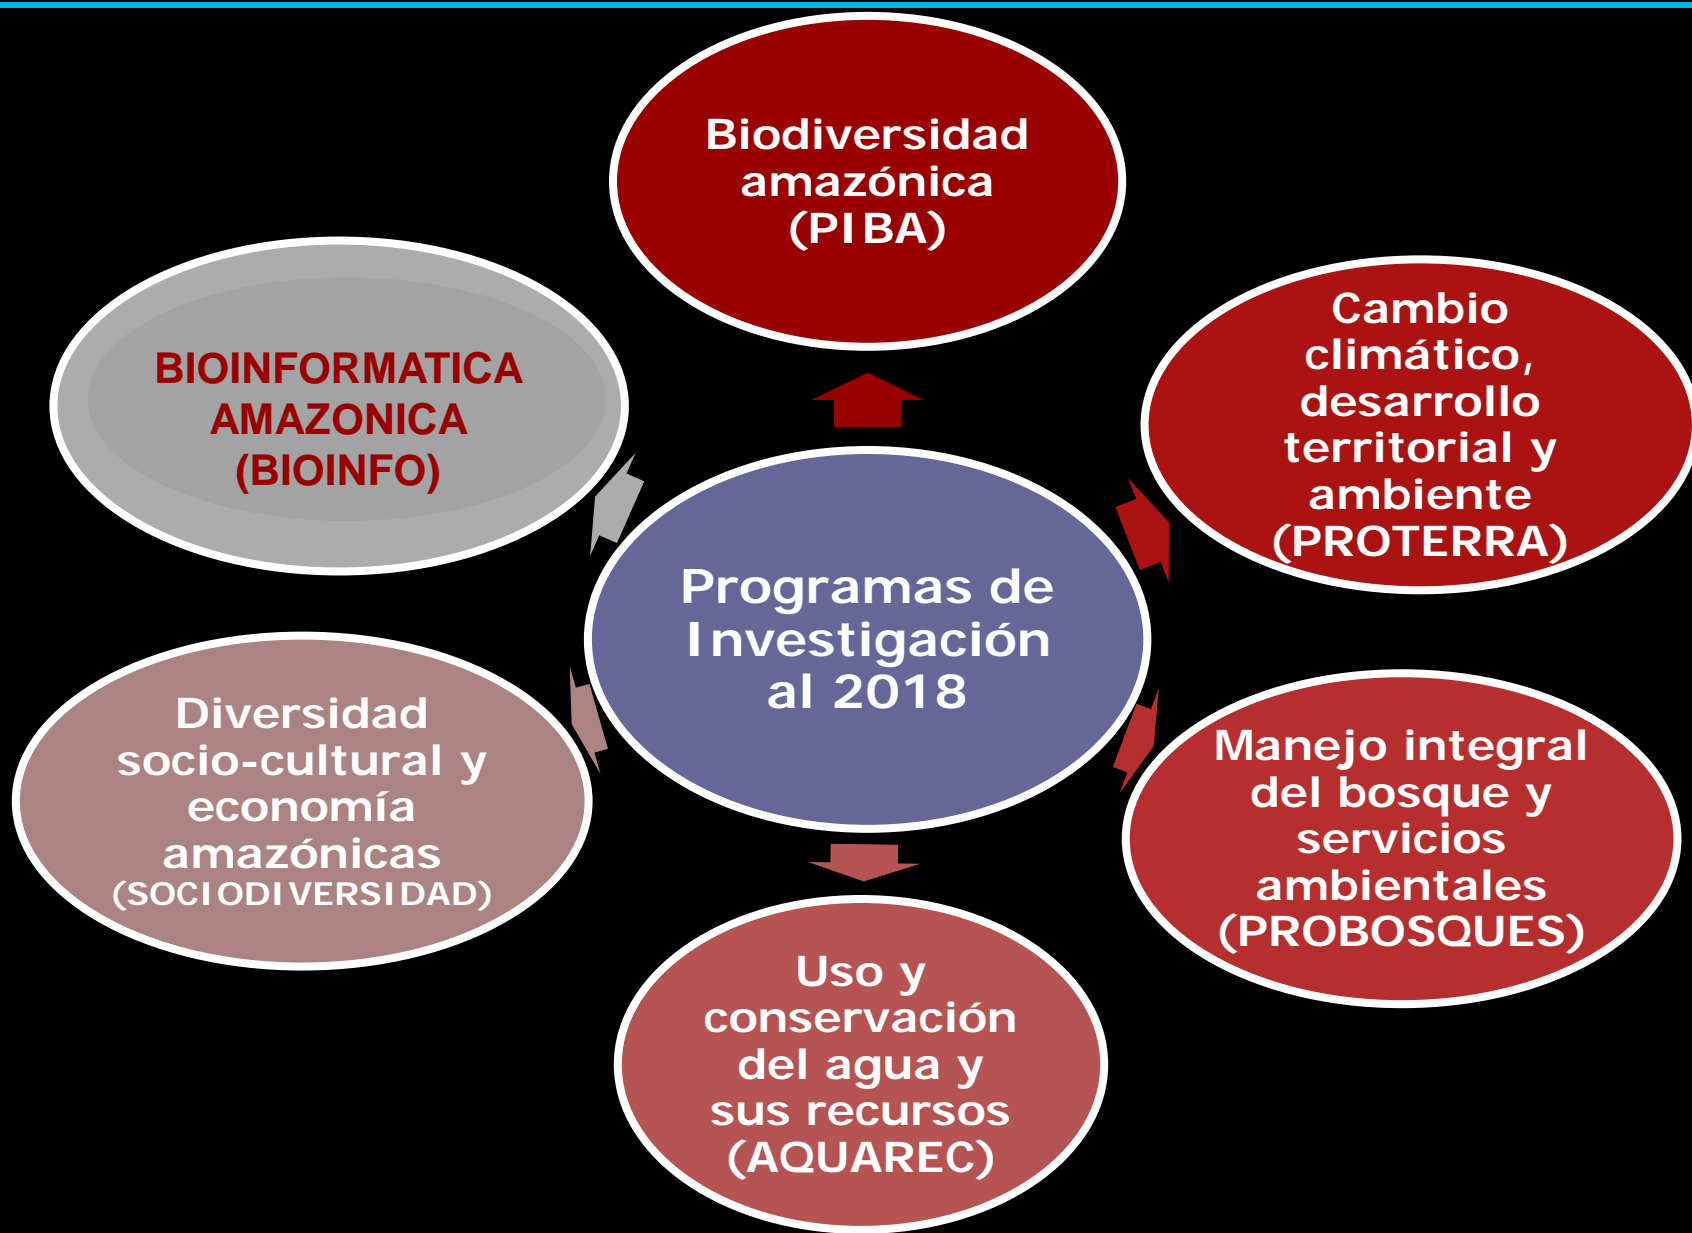 Biodiversidad
amazónica
(PIBA)
Cambio
climático,
desarrollo
territorial y
ambiente
(PROTERRA)
Manejo integral
del bosque y
servicios
ambientales
(PROBOSQUES)
Uso y
conservación
del agua y
sus recursos
(AQUAREC)
Diversidad
socio-cultural y
economía
amazónicas
(SOCIODIVERSIDAD)
BIOINFORMATICA
AMAZONICA
(BIOINFO)
Programas de
Investigación
al 2018